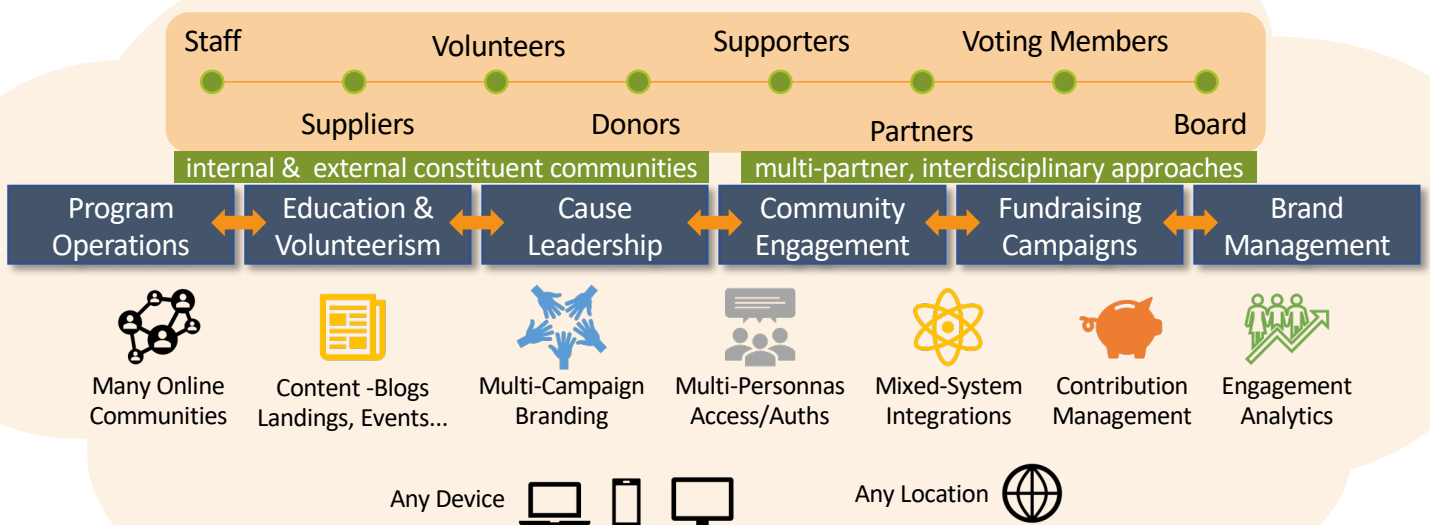 Staff
Volunteers
Supporters
Voting Members
Suppliers
Donors
Partners
Board
internal & external constituent communities
multi-partner, interdisciplinary approaches
Program
Operations
Education &
Volunteerism
Cause
Leadership
Community
Engagement
Fundraising
Campaigns
Brand
Management
Many Online
Communities
Content -Blogs
Landings, Events...
Multi-Campaign
Branding
Multi-Personnas
Access/Auths
Mixed-System
Integrations
Contribution
Management
Engagement
Analytics
Any Device
Any Location